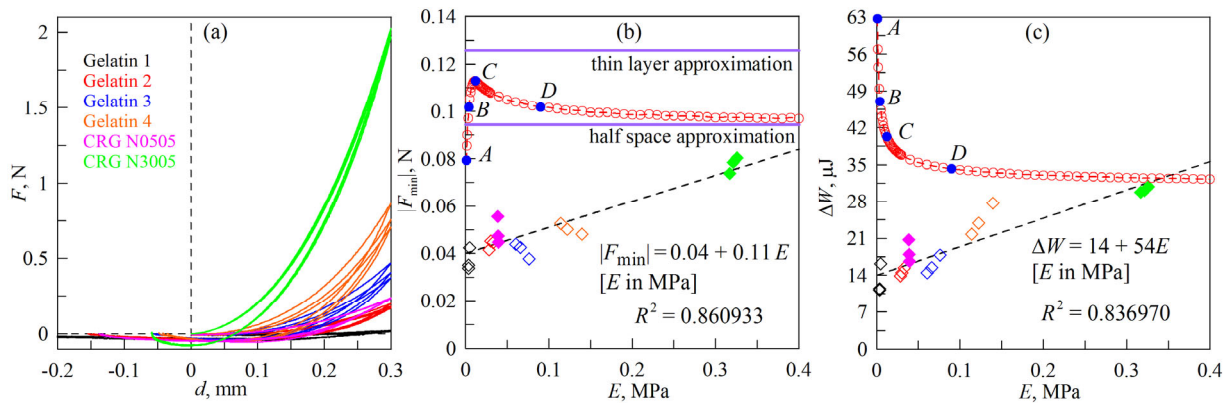 (a)
Gelatin 1
Gelatin 2
Gelatin 3
Gelatin 4
CRG N0505
CRG N3005
F, N
2
1.5
1
0.5
0
-0.2 -0.1 0 0.1 0.2 0.3
d, mm
(b)
0.14
0.12
0.1
0.08
0.06
0.04
0.02
0
|F_min|, N
thin layer approximation
C
D
B
half space approximation
A
|F_min| = 0.04 + 0.11 E
[E in MPa]
R² = 0.860933
0 0.1 0.2 0.3 0.4
E, MPa
(c)
63
56
49
42
35
28
21
14
7
0
ΔW, μJ
A
B
C
D
ΔW = 14 + 54E
[E in MPa]
R² = 0.836970
0 0.1 0.2 0.3 0.4
E, MPa